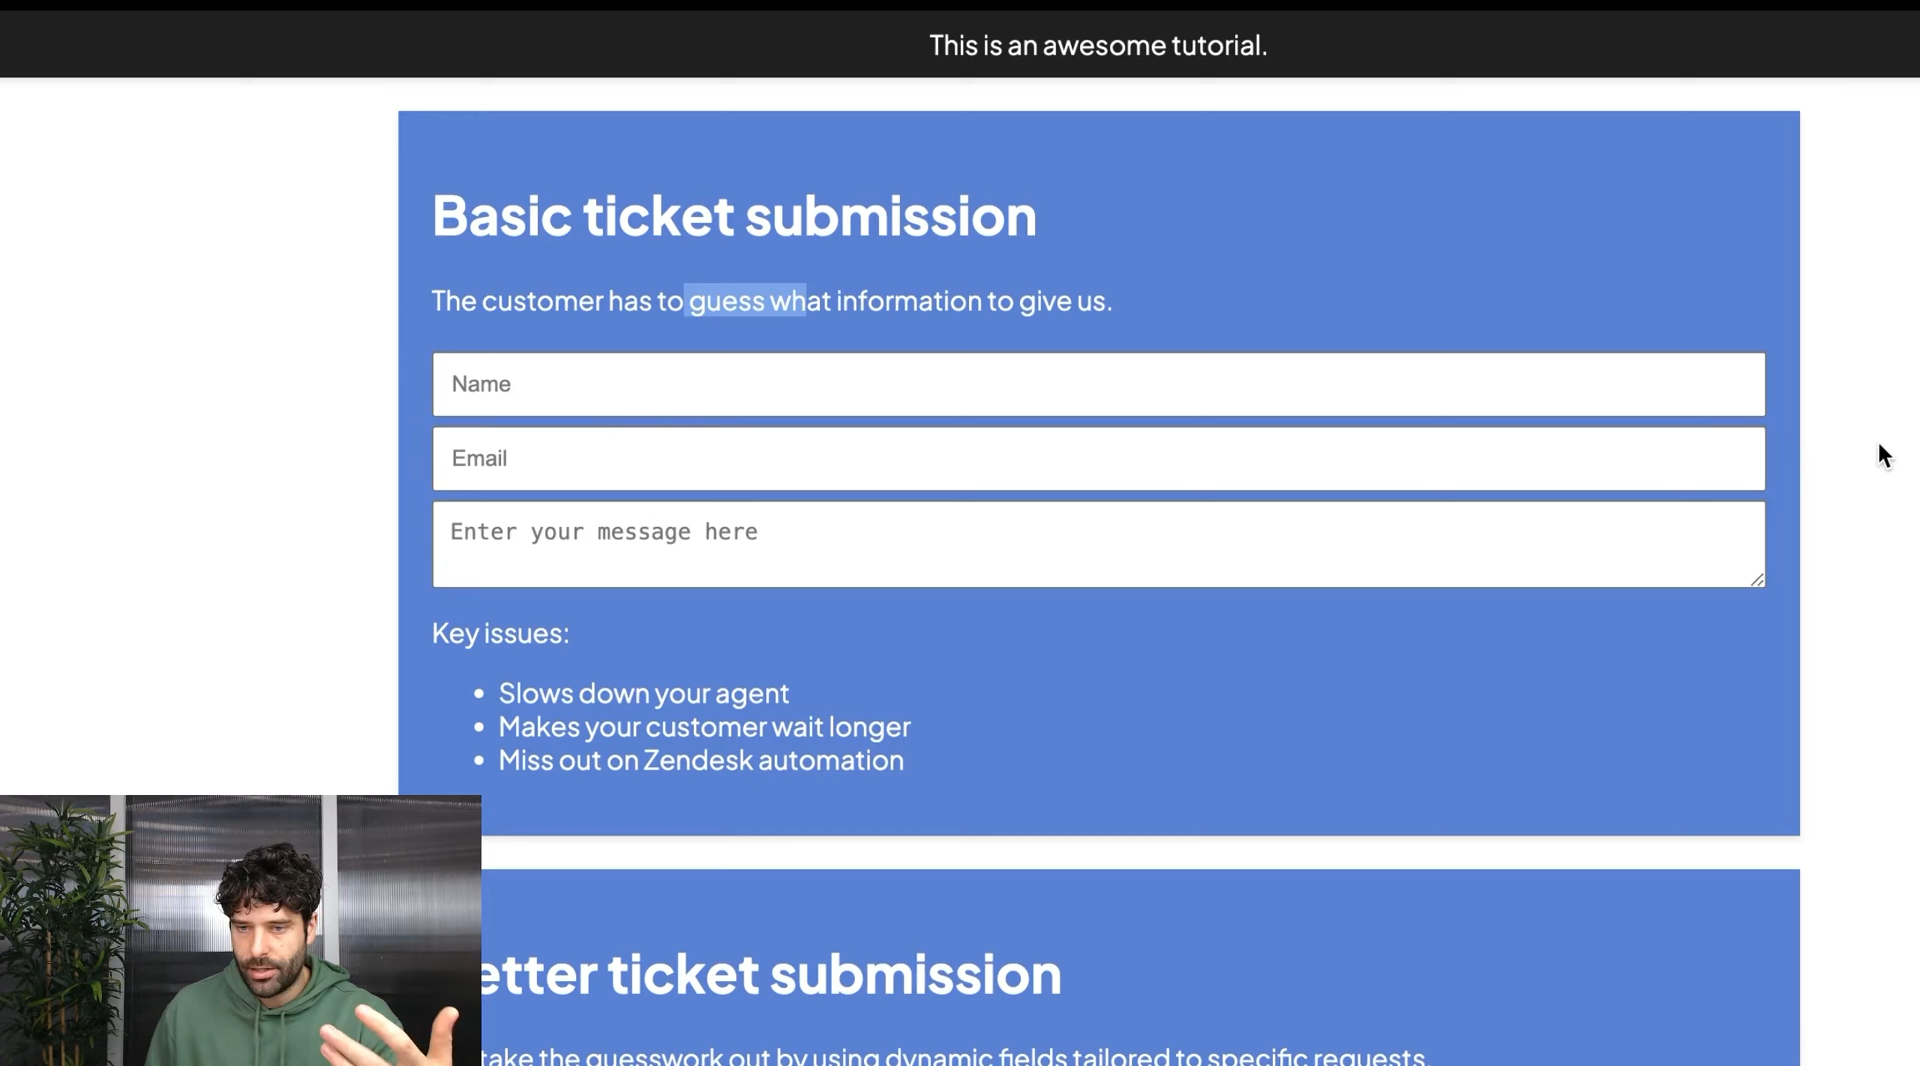 This is an awesome tutorial.
Basic ticket submission
The customer has to guess what information to give us.
Name
Email
Enter your message here
Key issues:
• Slows down your agent
• Makes your customer wait longer
• Miss out on Zendesk automation
etter ticket submission
take the guesswork out by using dynamic fields tailored to specific requests.